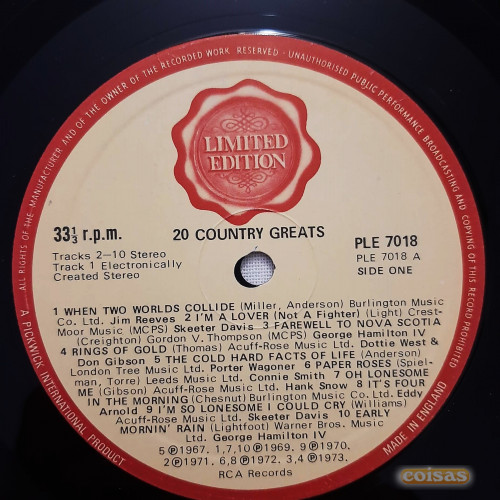 ALL RIGHTS OF THE MANUFACTURER AND OF THE OWNER OF THE RECORDED WORK RESERVED · UNAUTHORISED PUBLIC PERFORMANCE BROADCASTING AND COPYING OF THIS RECORD PROHIBITED
LIMITED
EDITION
33⅓ r.p.m.
20 COUNTRY GREATS
PLE 7018
Tracks 2–10 Stereo
Track 1 Electronically
Created Stereo
PLE 7018 A
SIDE ONE
1 WHEN TWO WORLDS COLLIDE (Miller, Anderson) Burlington Music
Co. Ltd. Jim Reeves 2 I'M A LOVER (Not A Fighter) (Light) Crest-
Moor Music (MCPS) Skeeter Davis 3 FAREWELL TO NOVA SCOTIA
(Creighton) Gordon V. Thompson (MCPS) George Hamilton IV
4 RINGS OF GOLD (Thomas) Acuff-Rose Music Ltd. Dottie West &
Don Gibson 5 THE COLD HARD FACTS OF LIFE (Anderson)
London Tree Music Ltd. Porter Wagoner 6 PAPER ROSES (Spiel-
man, Torre) Leeds Music Ltd. Connie Smith 7 OH LONESOME
ME (Gibson) Acuff-Rose Music Ltd. Hank Snow 8 IT'S FOUR
IN THE MORNING (Chesnut) Burlington Music Co. Ltd. Eddy
Arnold 9 I'M SO LONESOME I COULD CRY (Williams)
Acuff-Rose Music Ltd. Skeeter Davis 10 EARLY
MORNIN' RAIN (Lightfoot) Warner Bros. Music
Ltd. George Hamilton IV
5 ℗1967. 1,7,10 ℗1969. 9 ℗1970.
2 ℗1971. 6,8 ℗1972. 3,4 ℗1973.
RCA Records
A PICKWICK INTERNATIONAL PRODUCT
MADE IN ENGLAND
coisas